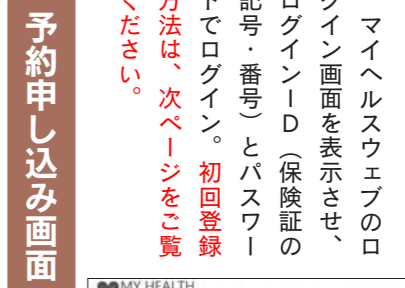 マイヘルスウェブのロ
グイン画面を表示させ、
ログインＩＤ（保険証の
記号・番号）とパスワー
ドでログイン。初回登録
方法は、次ページをご覧
ください。
予約申し込み画面
MY HEALTH